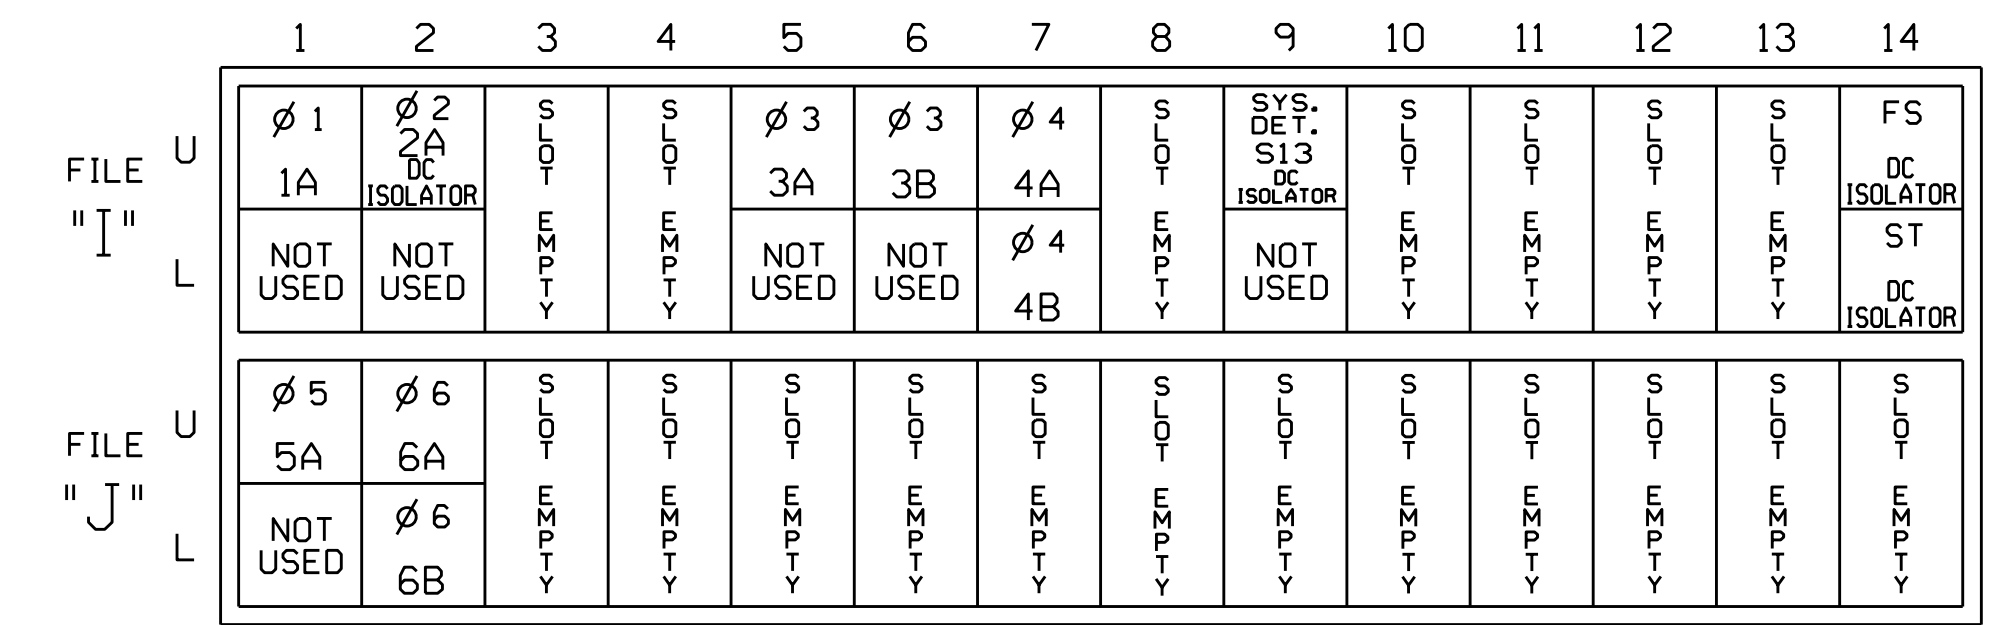 1 2 3 4 5 6 7 8 9 10 11 12 13 14
FILE
"I"
U
L
Ø 1
1A
NOT
USED
Ø 2
2A
DC
ISOLATOR
NOT
USED
SLOT EMPTY
SLOT EMPTY
Ø 3
3A
NOT
USED
Ø 3
3B
NOT
USED
Ø 4
4A
Ø 4
4B
SLOT EMPTY
SYS.
DET.
S13
DC
ISOLATOR
NOT
USED
SLOT EMPTY
SLOT EMPTY
SLOT EMPTY
SLOT EMPTY
FS
DC
ISOLATOR
ST
DC
ISOLATOR
FILE
"J"
U
L
Ø 5
5A
NOT
USED
Ø 6
6A
Ø 6
6B
SLOT EMPTY
SLOT EMPTY
SLOT EMPTY
SLOT EMPTY
SLOT EMPTY
SLOT EMPTY
SLOT EMPTY
SLOT EMPTY
SLOT EMPTY
SLOT EMPTY
SLOT EMPTY
SLOT EMPTY